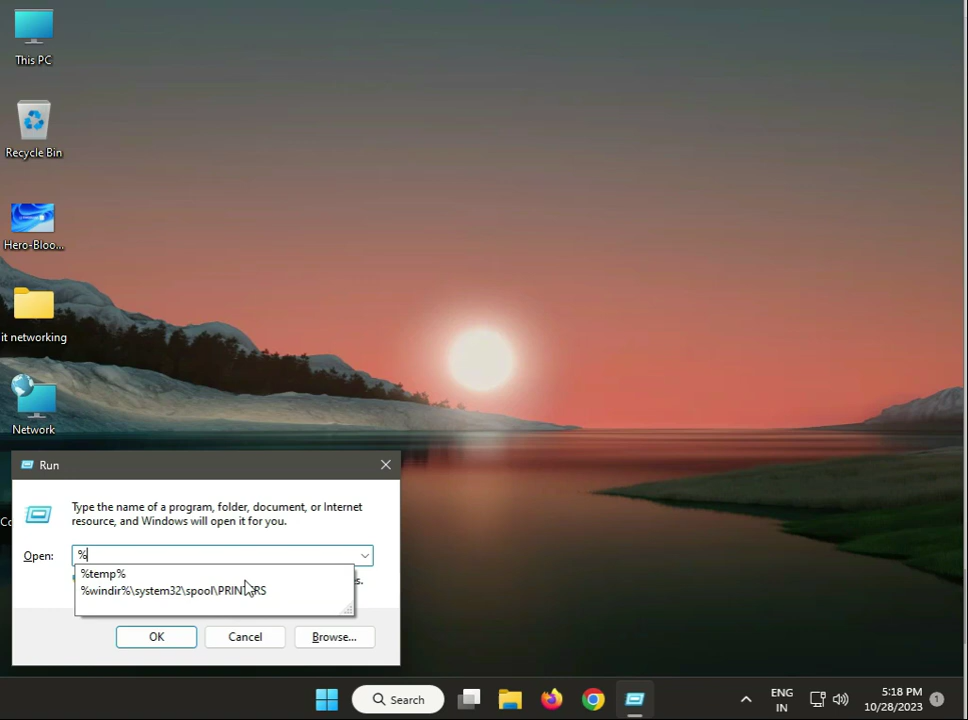 This PC
Recycle Bin
Hero-Bloo...
it networking
Network
Run
Type the name of a program, folder, document, or Internet
resource, and Windows will open it for you.
Open:
%
%temp%
%windir%\system32\spool\PRINTERS
OK
Cancel
Browse...
Search
ENG
IN
5:18 PM
10/28/2023
1